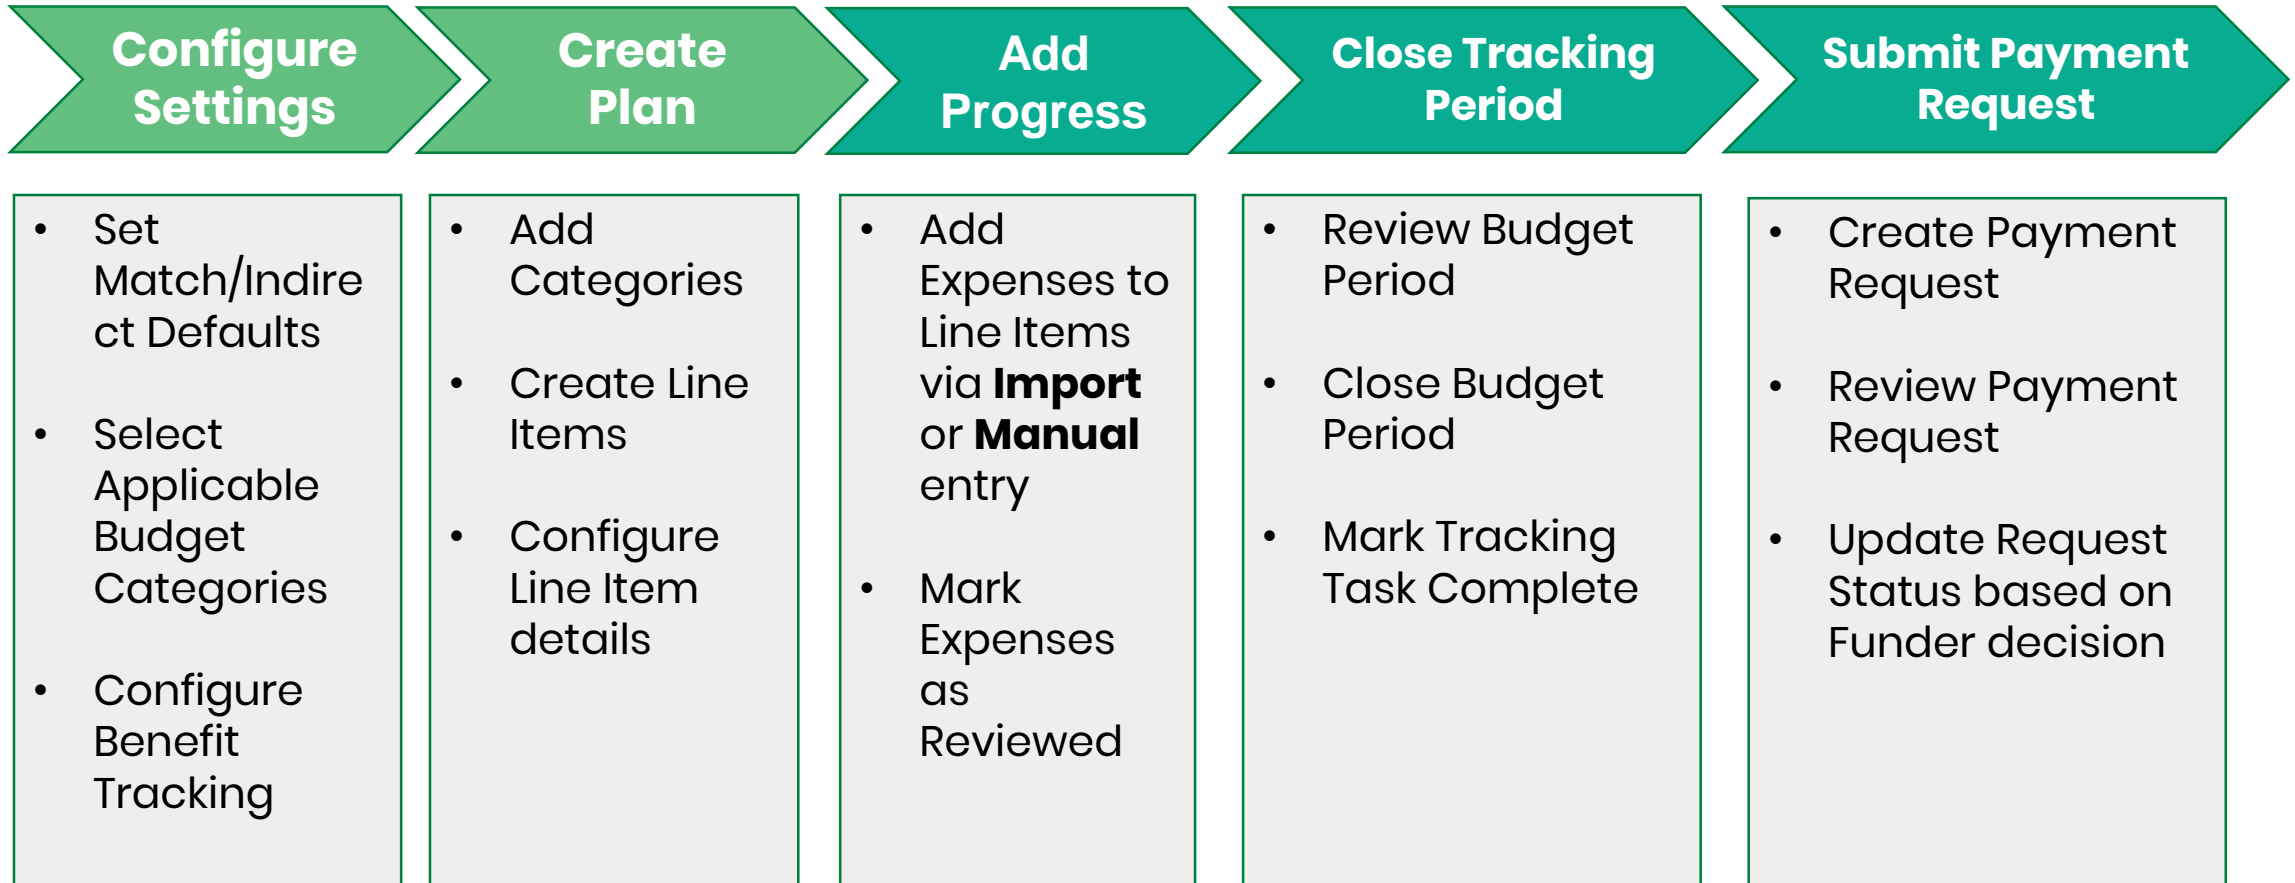 Configure
Settings
Create
Plan
Add
Progress
Close Tracking
Period
Submit Payment
Request
• Set
Match/Indire
ct Defaults
• Select
Applicable
Budget
Categories
• Configure
Benefit
Tracking
• Add
Categories
• Create Line
Items
• Configure
Line Item
details
• Add
Expenses to
Line Items
via Import
or Manual
entry
• Mark
Expenses
as
Reviewed
• Review Budget
Period
• Close Budget
Period
• Mark Tracking
Task Complete
• Create Payment
Request
• Review Payment
Request
• Update Request
Status based on
Funder decision